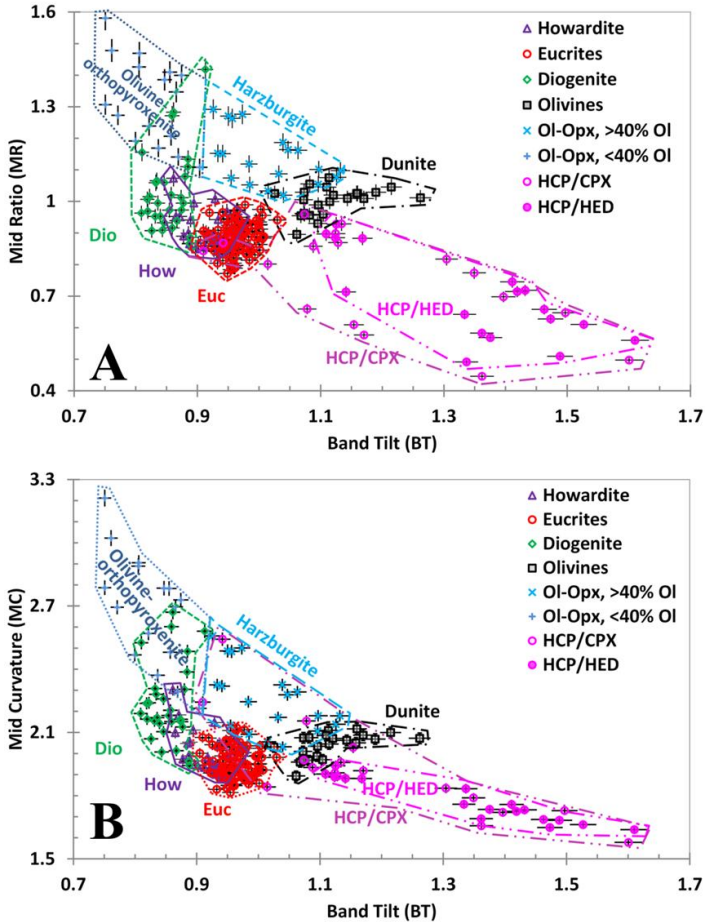 1.6
1.3
1
0.7
0.4
Mid Ratio (MR)
Howardite
Eucrites
Diogenite
Olivines
Ol-Opx, >40% Ol
Ol-Opx, <40% Ol
HCP/CPX
HCP/HED
Olivine-
orthopyroxenite
Harzburgite
Dunite
Dio
How
Euc
HCP/HED
HCP/CPX
A
0.7 0.9 1.1 1.3 1.5 1.7
Band Tilt (BT)
3.3
2.7
2.1
1.5
Mid Curvature (MC)
Howardite
Eucrites
Diogenite
Olivines
Ol-Opx, >40% Ol
Ol-Opx, <40% Ol
HCP/CPX
HCP/HED
Olivine-
orthopyroxenite
Harzburgite
Dunite
Dio
How
Euc
HCP/HED
HCP/CPX
B
0.7 0.9 1.1 1.3 1.5 1.7
Band Tilt (BT)